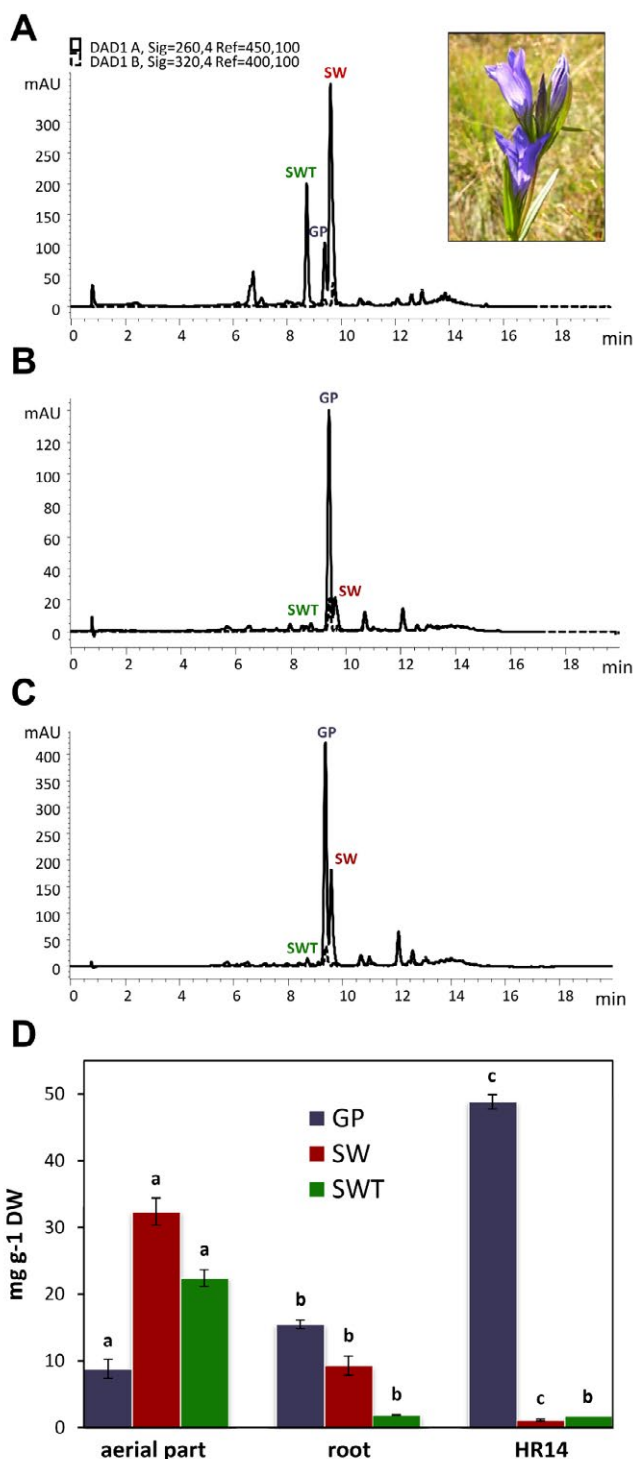 A
DAD1 A, Sig=260,4 Ref=450,100
DAD1 B, Sig=320,4 Ref=400,100
mAU
SW
300
250
SWT
200
150
GP
100
50
0
0 2 4 6 8 10 12 14 16 18
min
B
mAU
GP
120
100
80
60
40
20
SWT
SW
0
0 2 4 6 8 10 12 14 16 18
min
C
mAU
GP
400
350
300
250
200
SW
150
100
50
SWT
0
0 2 4 6 8 10 12 14 16 18
min
D
mg g-1 DW
50
40
30
20
10
0
GP
SW
SWT
a a a
b b b
c c b
aerial part root HR14